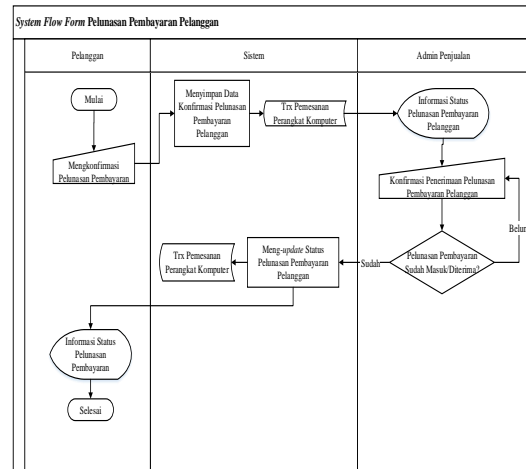 System Flow Form Pelunasan Pembayaran Pelanggan
Pelanggan
Sistem
Admin Penjualan
Mulai
Mengkonfirmasi
Pelunasan Pembayaran
Menyimpan Data
Konfirmasi Pelunasan
Pembayaran
Pelanggan
Trx Pemesanan
Perangkat Komputer
Informasi Status
Pelunasan Pembayaran
Pelanggan
Konfirmasi Penerimaan Pelunasan
Pembayaran Pelanggan
Belum
Pelunasan Pembayaran
Sudah Masuk/Diterima?
Sudah
Meng-update Status
Pelunasan Pembayaran
Pelanggan
Trx Pemesanan
Perangkat Komputer
Informasi Status
Pelunasan
Pembayaran
Selesai